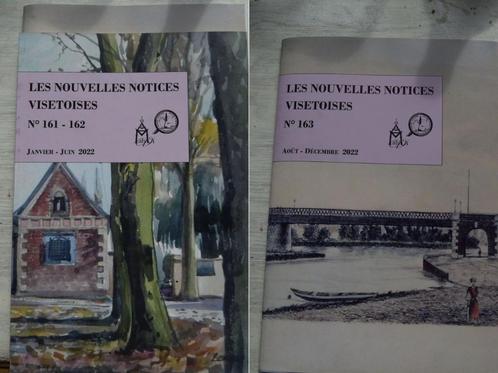 LES NOUVELLES NOTICES
VISETOISES
N° 161 - 162
JANVIER - JUIN 2022
LES NOUVELLES NOTICES
VISETOISES
N° 163
AOÛT - DÉCEMBRE 2022